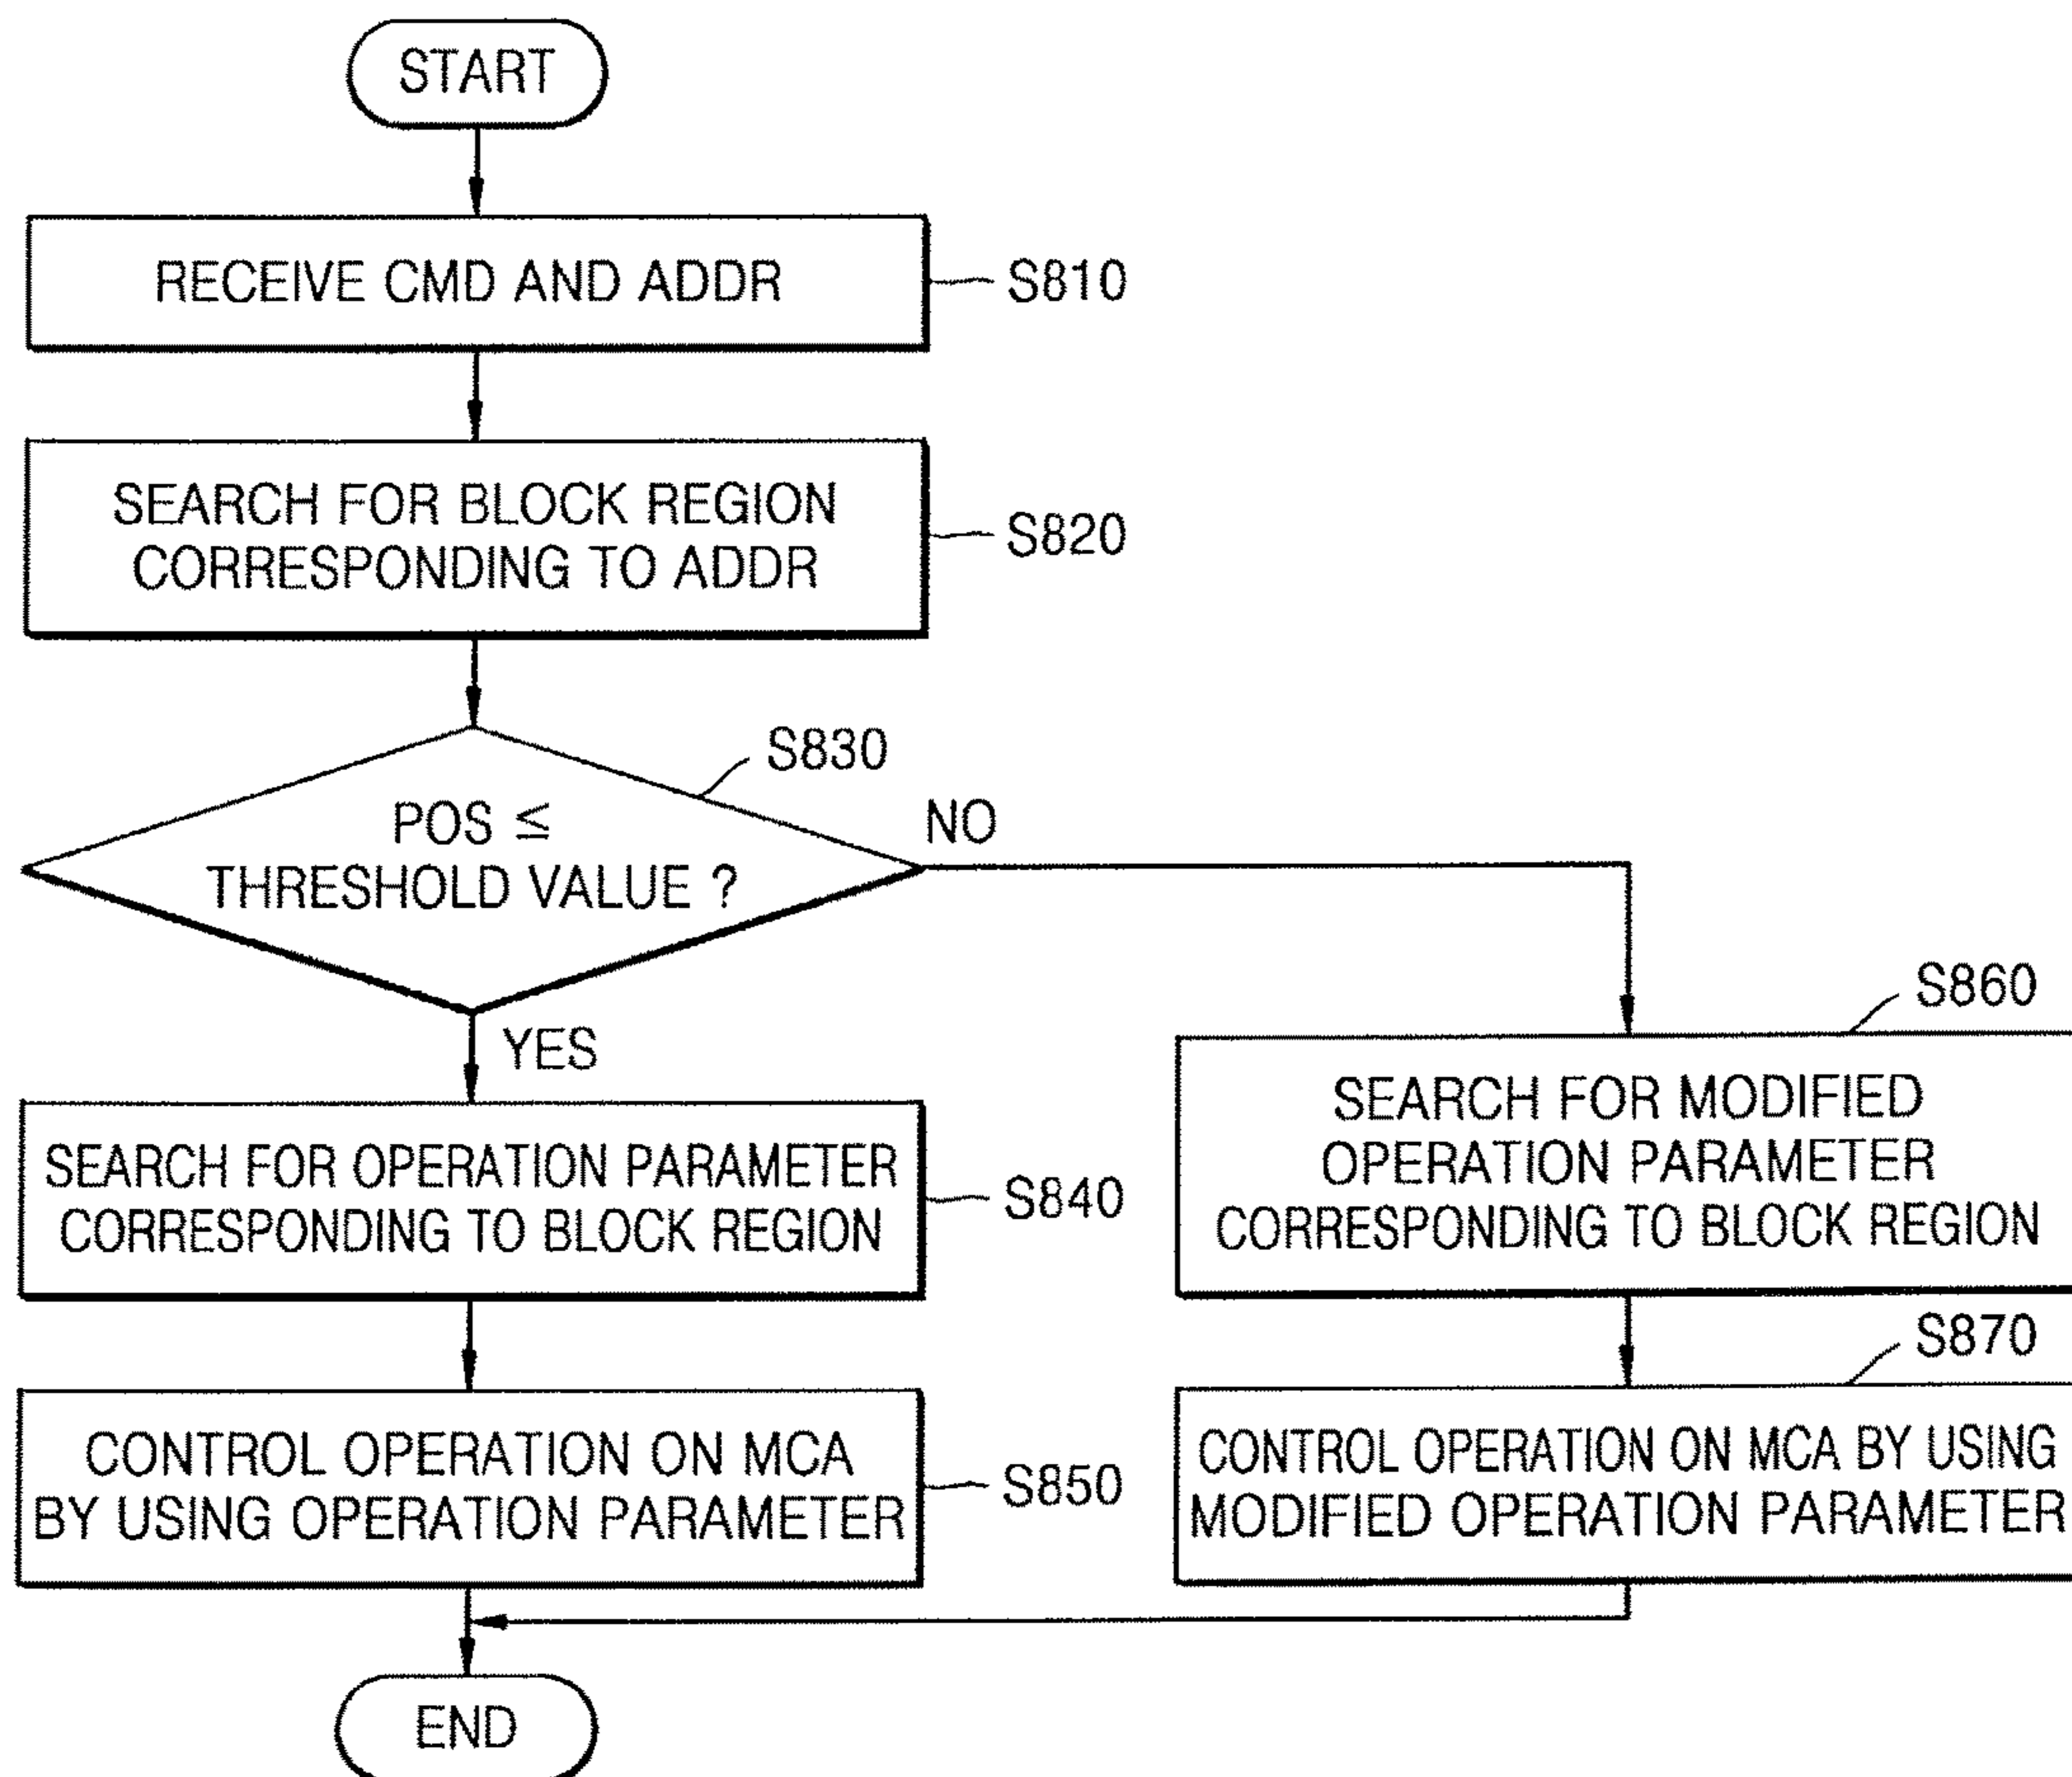 START
RECEIVE CMD AND ADDR
S810
SEARCH FOR BLOCK REGION
CORRESPONDING TO ADDR
S820
S830
POS ≤
THRESHOLD VALUE ?
NO
YES
SEARCH FOR OPERATION PARAMETER
CORRESPONDING TO BLOCK REGION
S840
CONTROL OPERATION ON MCA
BY USING OPERATION PARAMETER
S850
S860
SEARCH FOR MODIFIED
OPERATION PARAMETER
CORRESPONDING TO BLOCK REGION
S870
CONTROL OPERATION ON MCA BY USING
MODIFIED OPERATION PARAMETER
END